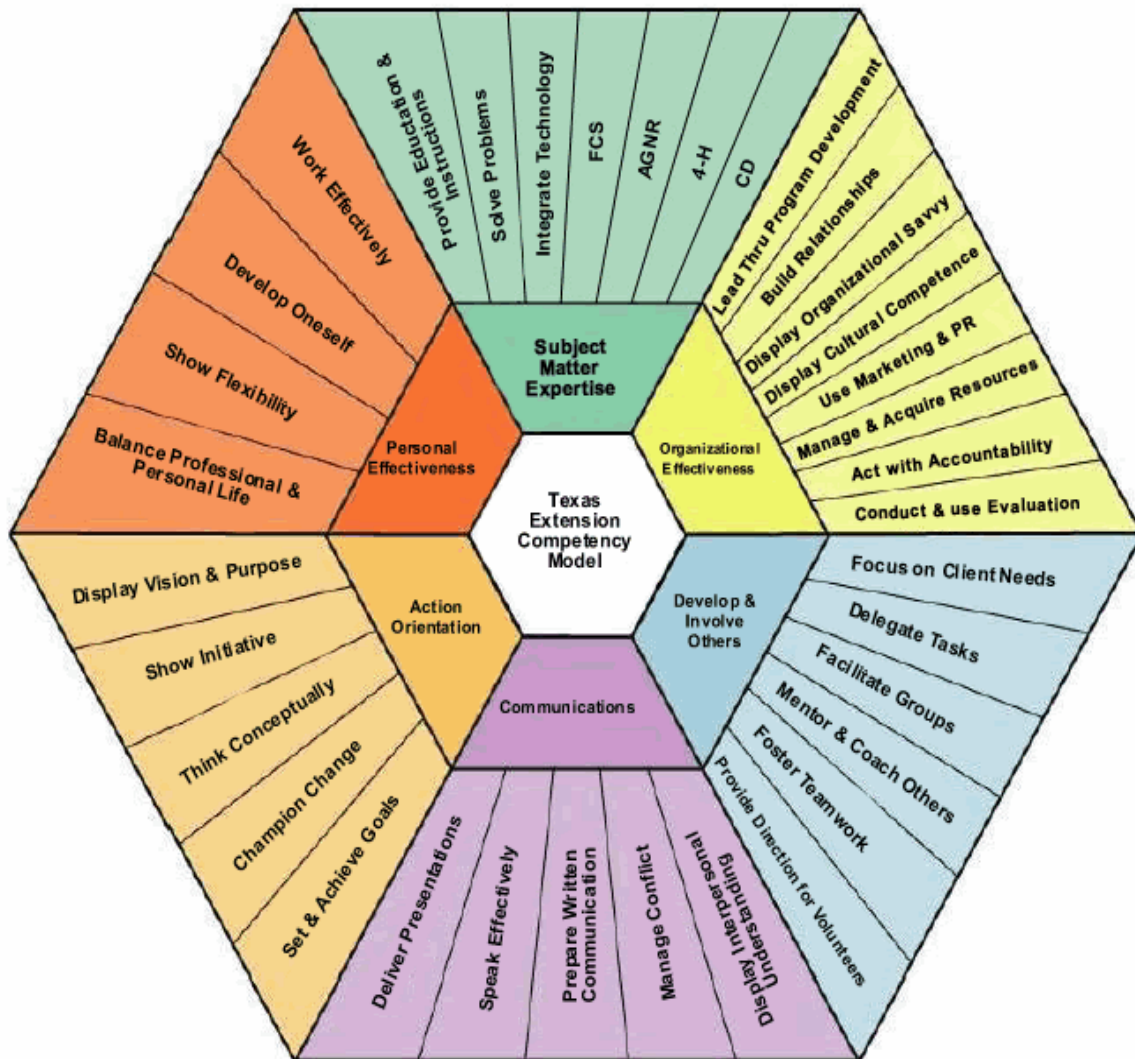 Texas
Extension
Competency
Model
Subject
Matter
Expertise
Provide Eductation &
Instructions
Solve Problems
Integrate Technology
FCS
AGNR
4-H
CD
Organizational
Effectiveness
Lead Thru Program Development
Build Relationships
Display Organizational Savvy
Display Cultural Competence
Use Marketing & PR
Manage & Acquire Resources
Act with Accountability
Conduct & use Evaluation
Develop &
Involve
Others
Focus on Client Needs
Delegate Tasks
Facilitate Groups
Mentor & Coach Others
Foster Teamwork
Provide Direction for Volunteers
Communications
Deliver Presentations
Speak Effectively
Prepare Written
Communication
Manage Conflict
Display Interpersonal
Understanding
Action
Orientation
Display Vision & Purpose
Show Initiative
Think Conceptually
Champion Change
Set & Achieve Goals
Personal
Effectiveness
Work Effectively
Develop Oneself
Show Flexibility
Balance Professional &
Personal Life